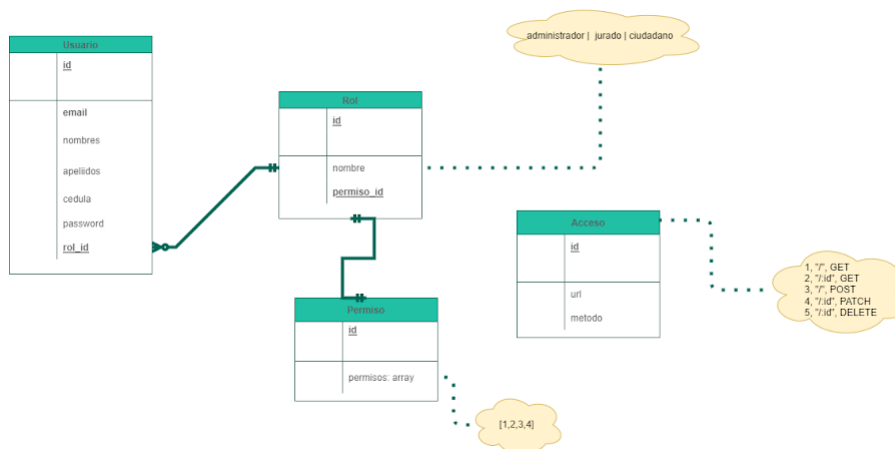 Usuario
id
email
nombres
apeliidos
cedula
password
rol_id
Rol
id
nombre
permiso_id
administrador | jurado | ciudadano
Permiso
id
permisos: array
[1,2,3,4]
Acceso
id
url
metodo
1, "/", GET
2, "/:id", GET
3, "/", POST
4, "/:id", PATCH
5, "/:id", DELETE